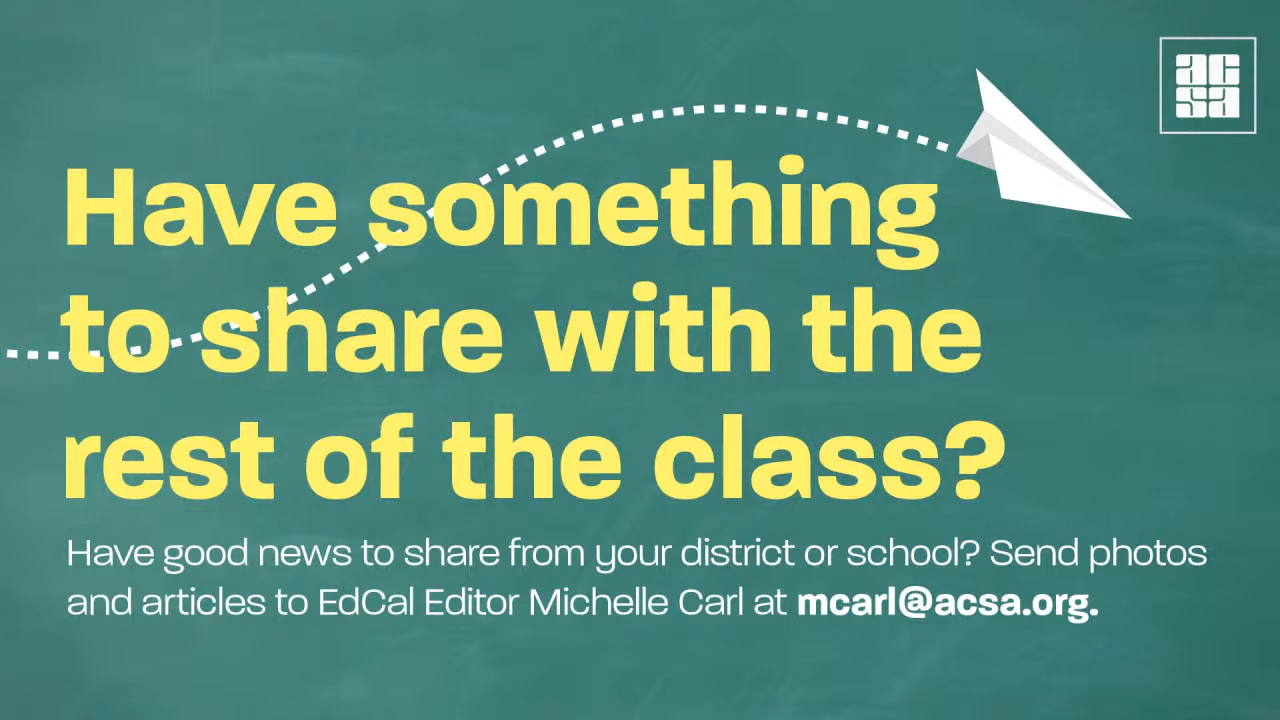 ac
sa
Have something
to share with the
rest of the class?
Have good news to share from your district or school? Send photos
and articles to EdCal Editor Michelle Carl at mcarl@acsa.org.